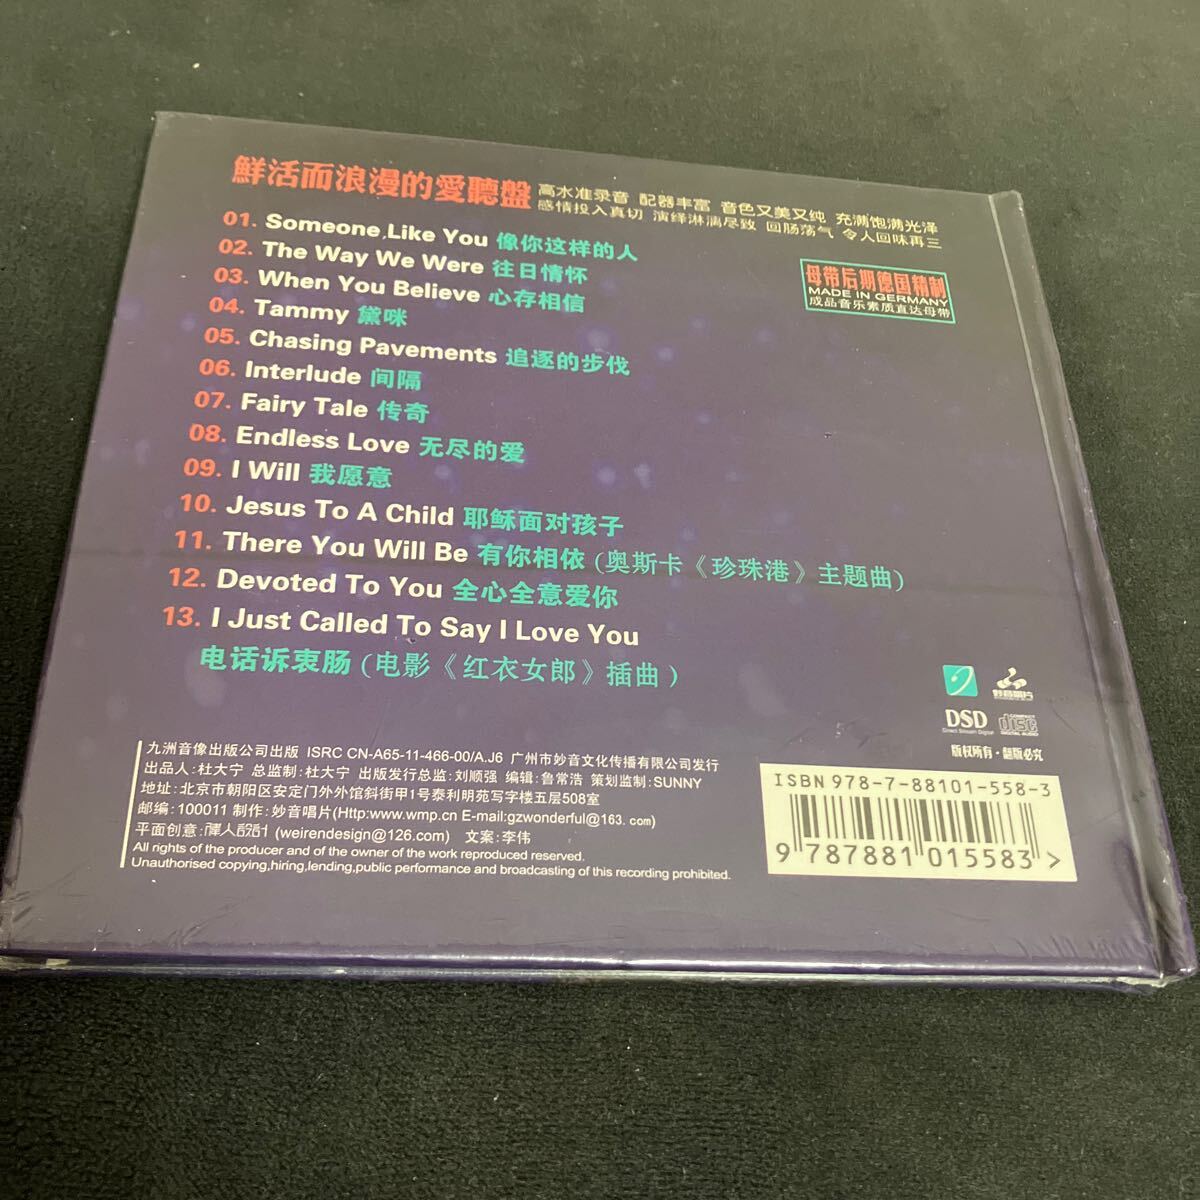 鮮活而浪漫的愛聽盤
高水准录音 配器丰富 音色又美又纯 充满饱满光泽
感情投入真切 演绎淋漓尽致 回肠荡气 令人回味再三
母带后期德国精制
MADE IN GERMANY
成品音乐素质直达母带
01. Someone,Like You 像你这样的人
02. The Way We Were 往日情怀
03. When You Believe 心存相信
04. Tammy 黛咪
05. Chasing Pavements 追逐的步伐
06. Interlude 间隔
07. Fairy Tale 传奇
08. Endless Love 无尽的爱
09. I Will 我愿意
10. Jesus To A Child 耶稣面对孩子
11. There You Will Be 有你相依 (奥斯卡《珍珠港》主题曲)
12. Devoted To You 全心全意爱你
13. I Just Called To Say I Love You
电话诉衷肠 (电影《红衣女郎》插曲)
妙音唱片
DSD
Direct Stream Digital
COMPACT
disc
DIGITAL AUDIO
版权所有·翻版必究
九洲音像出版公司出版 ISRC CN-A65-11-466-00/A.J6 广州市妙音文化传播有限公司发行
出品人:杜大宁 总监制:杜大宁 出版发行总监:刘顺强 编辑:鲁常浩 策划监制:SUNNY
地址:北京市朝阳区安定门外外馆斜街甲1号泰利明苑写字楼五层508室
邮编:100011 制作:妙音唱片(Http:www.wmp.cn E-mail:gzwonderful@163.com)
平面创意:唯人設計 (weirendesign@126.com) 文案:李伟
All rights of the producer and of the owner of the work reproduced reserved.
Unauthorised copying,hiring,lending,public performance and broadcasting of this recording prohibited.
ISBN 978-7-88101-558-3
9 787881 015583 >